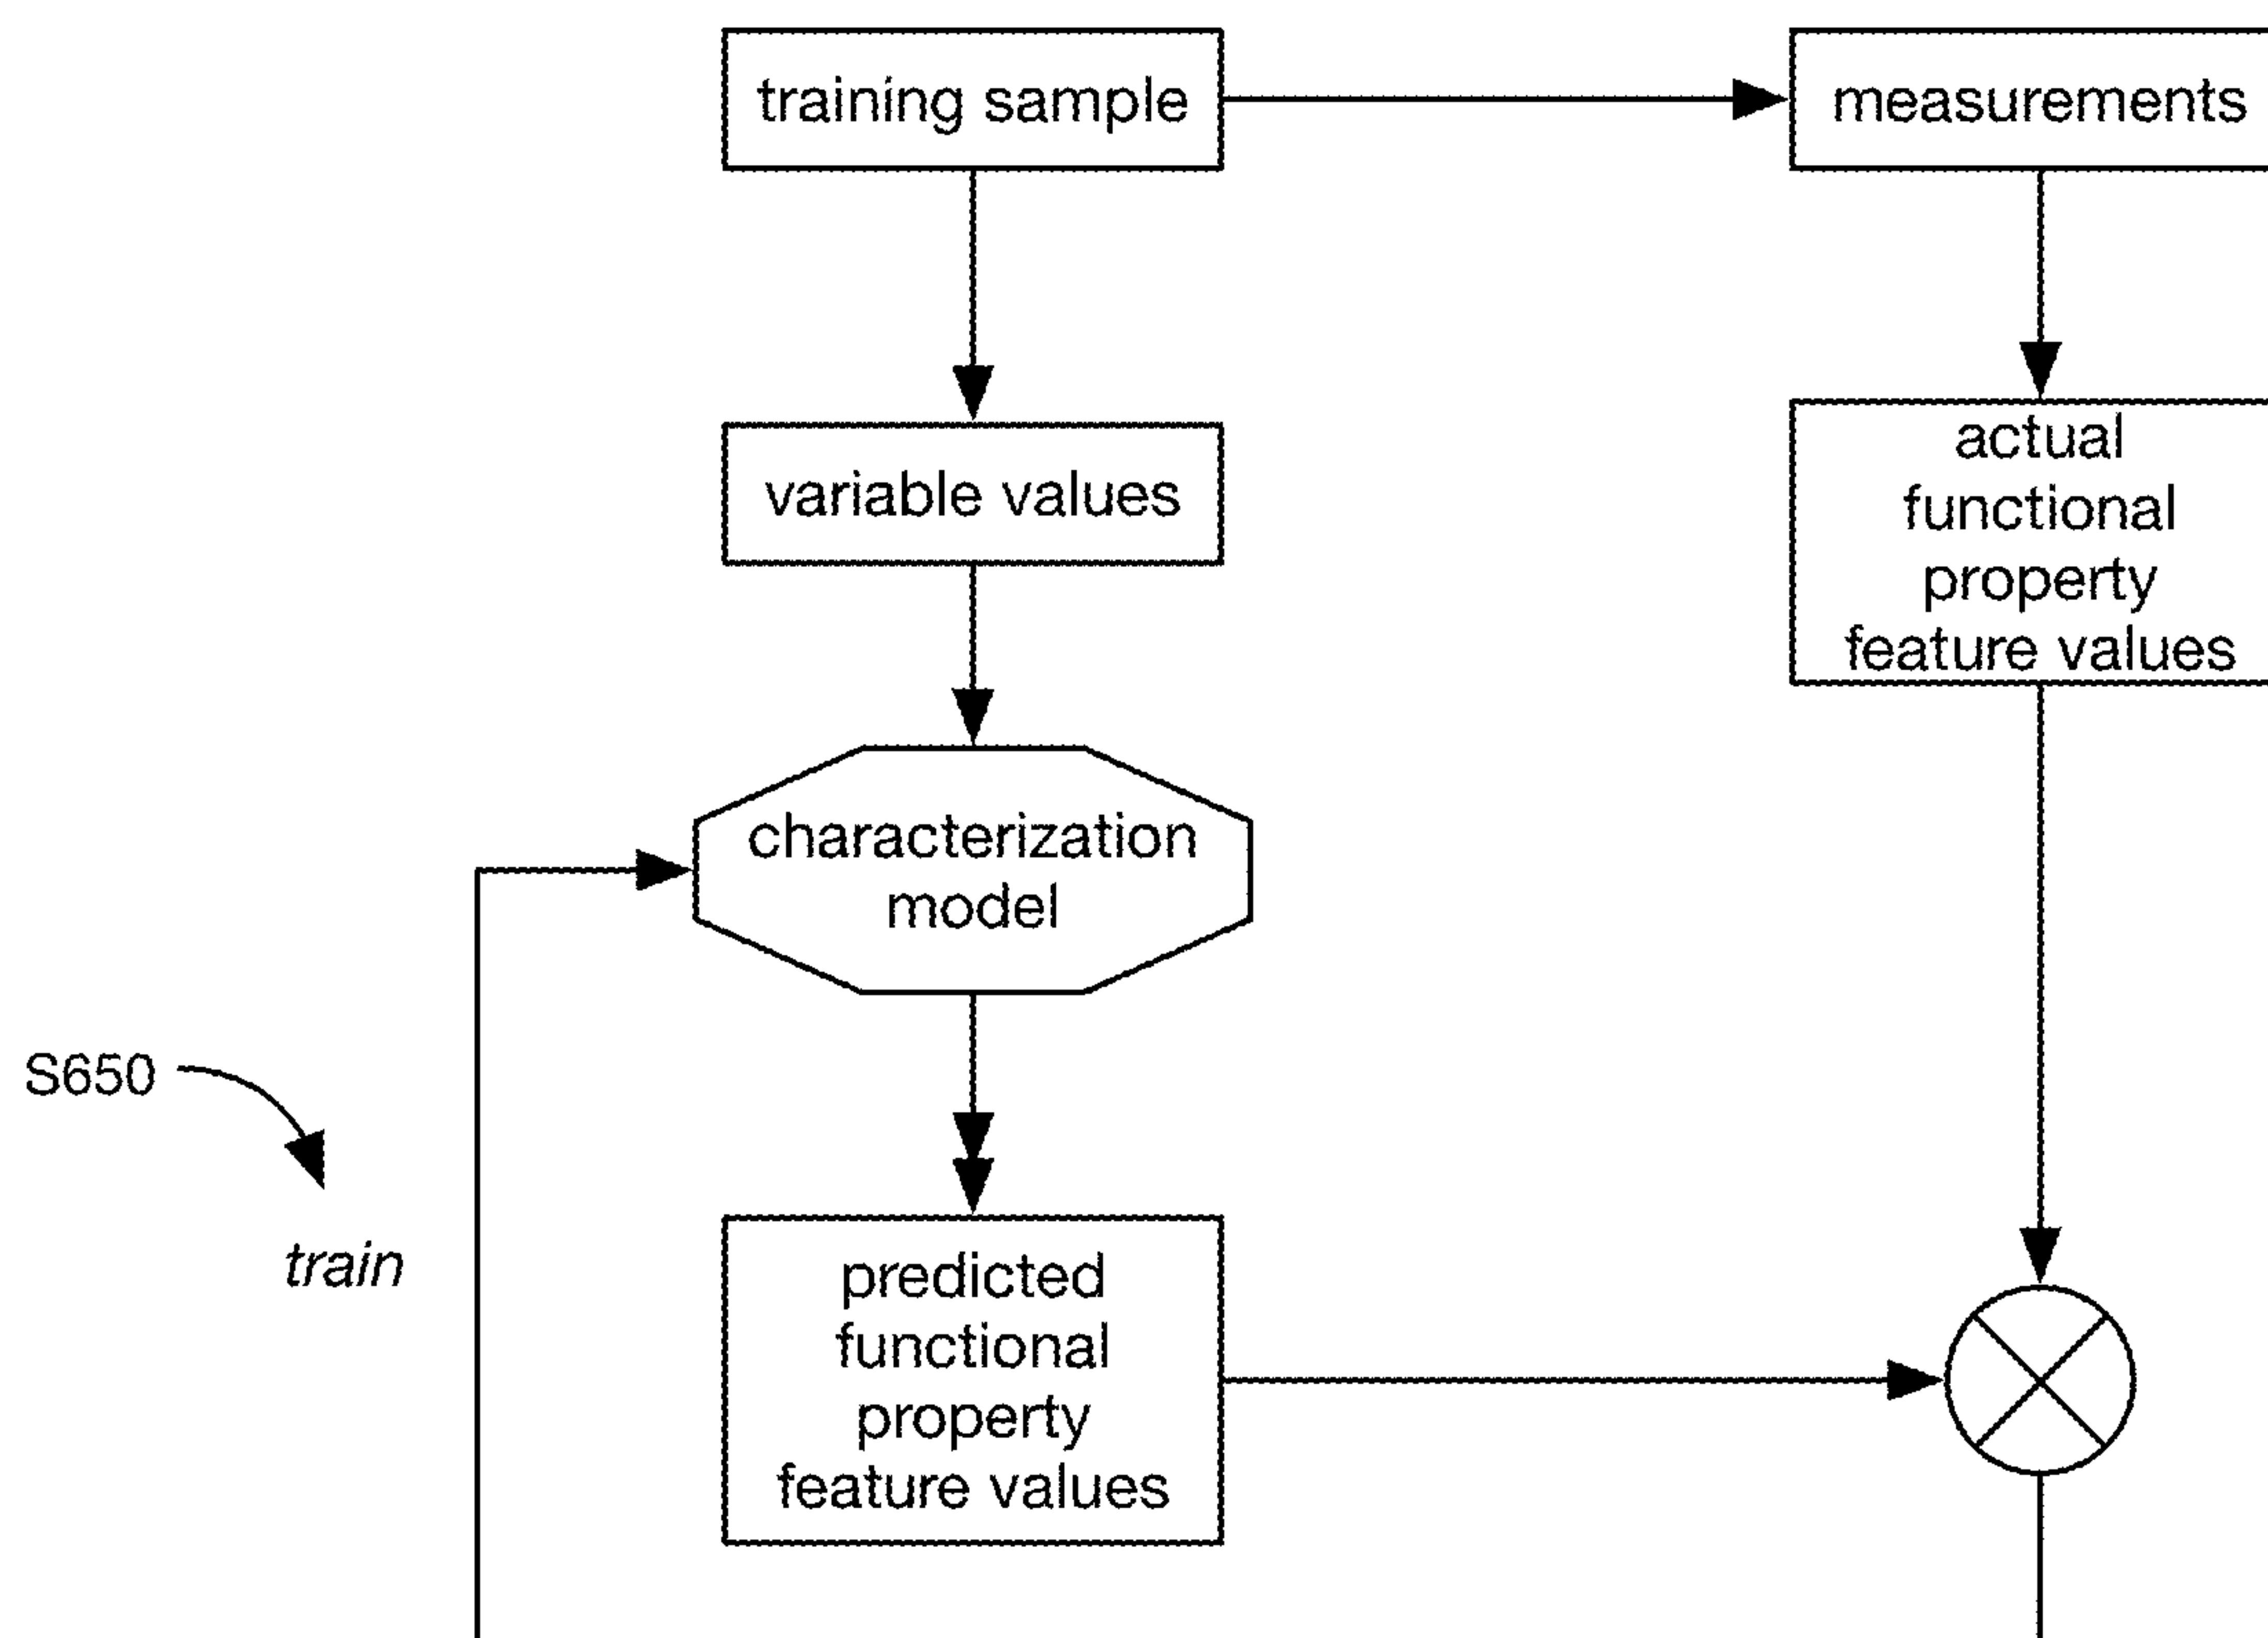 training sample
measurements
variable values
actual
functional
property
feature values
characterization
model
S650
train
predicted
functional
property
feature values